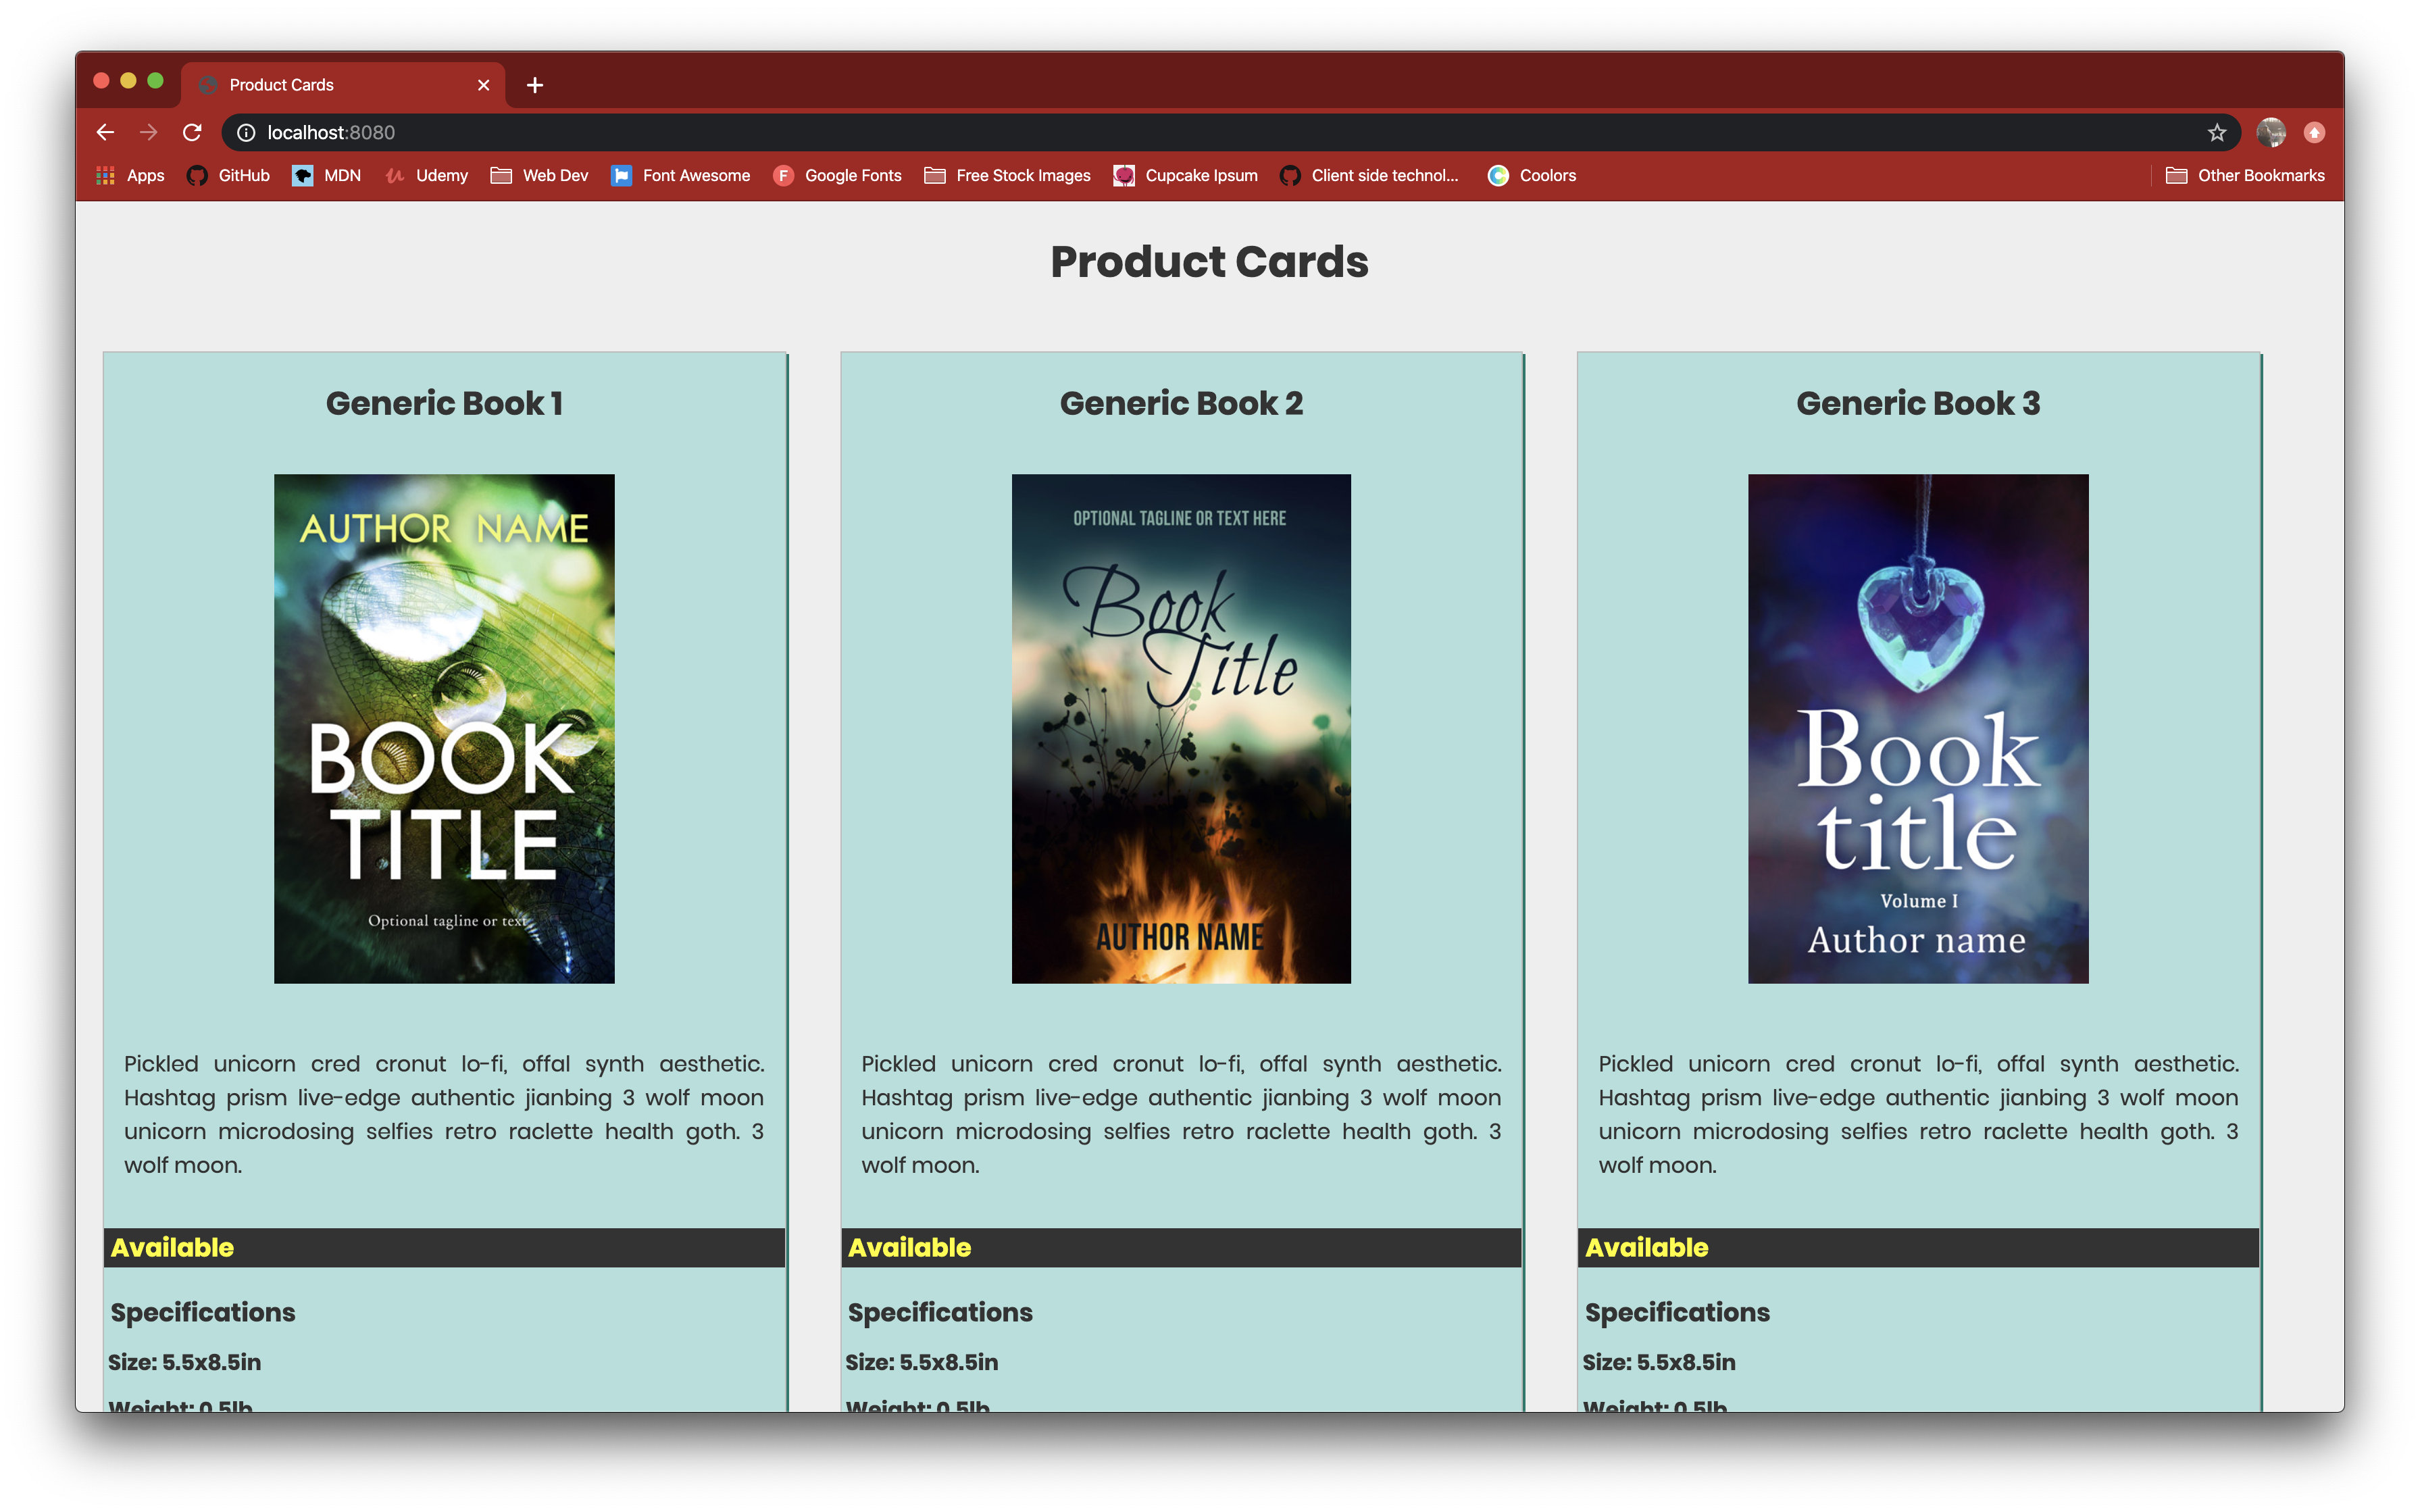 Product Cards
localhost:8080
Apps GitHub MDN Udemy Web Dev Font Awesome F Google Fonts Free Stock Images Cupcake Ipsum Client side technol... Coolors Other Bookmarks
Product Cards
Generic Book 1
AUTHOR NAME
BOOK
TITLE
Optional tagline or text
Pickled unicorn cred cronut lo-fi, offal synth aesthetic.
Hashtag prism live-edge authentic jianbing 3 wolf moon
unicorn microdosing selfies retro raclette health goth. 3
wolf moon.
Available
Specifications
Size: 5.5x8.5in
Weight: 0.5lb
Generic Book 2
OPTIONAL TAGLINE OR TEXT HERE
Book
Title
AUTHOR NAME
Pickled unicorn cred cronut lo-fi, offal synth aesthetic.
Hashtag prism live-edge authentic jianbing 3 wolf moon
unicorn microdosing selfies retro raclette health goth. 3
wolf moon.
Available
Specifications
Size: 5.5x8.5in
Weight: 0.5lb
Generic Book 3
Book
title
Volume I
Author name
Pickled unicorn cred cronut lo-fi, offal synth aesthetic.
Hashtag prism live-edge authentic jianbing 3 wolf moon
unicorn microdosing selfies retro raclette health goth. 3
wolf moon.
Available
Specifications
Size: 5.5x8.5in
Weight: 0.5lb